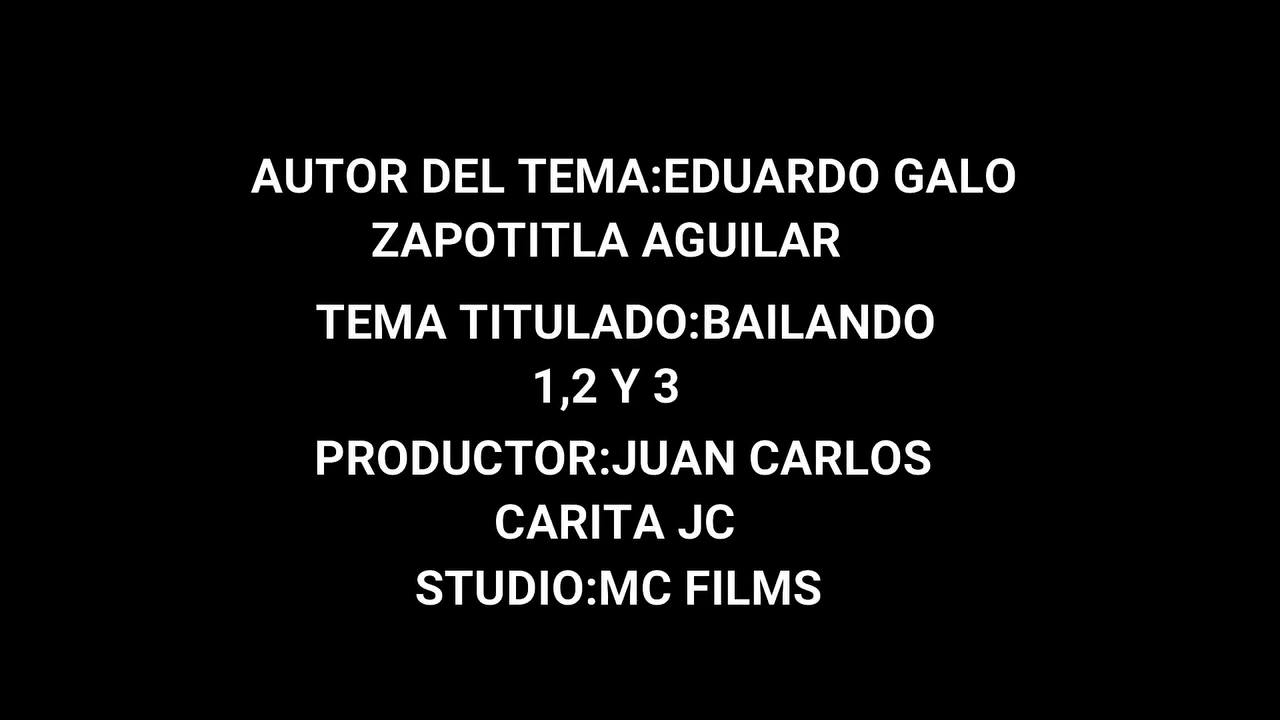 AUTOR DEL TEMA:EDUARDO GALO
ZAPOTITLA AGUILAR
TEMA TITULADO:BAILANDO
1,2 Y 3
PRODUCTOR:JUAN CARLOS
CARITA JC
STUDIO:MC FILMS